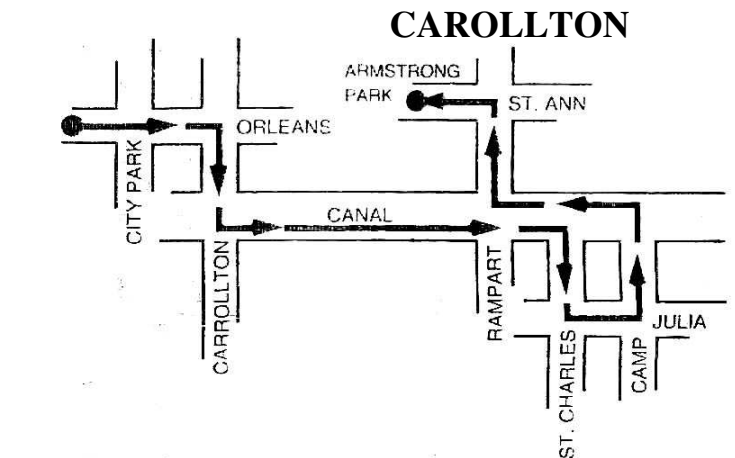 CAROLLTON
ARMSTRONG
PARK
ST. ANN
ORLEANS
CITY PARK
CANAL
CARROLLTON
RAMPART
JULIA
ST. CHARLES
CAMP